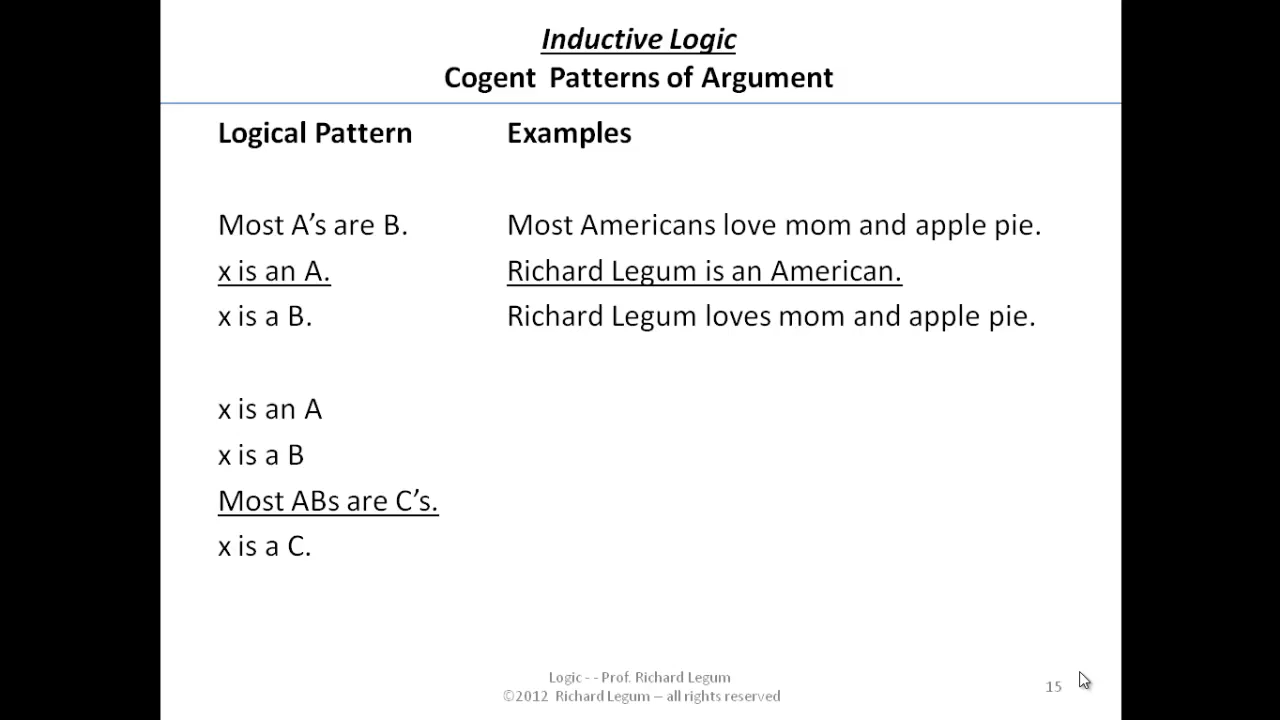 Inductive Logic
Cogent Patterns of Argument
Logical Pattern
Examples
Most A’s are B.
Most Americans love mom and apple pie.
x is an A.
Richard Legum is an American.
x is a B.
Richard Legum loves mom and apple pie.
x is an A
x is a B
Most ABs are C’s.
x is a C.
Logic - - Prof. Richard Legum
©2012 Richard Legum – all rights reserved
15